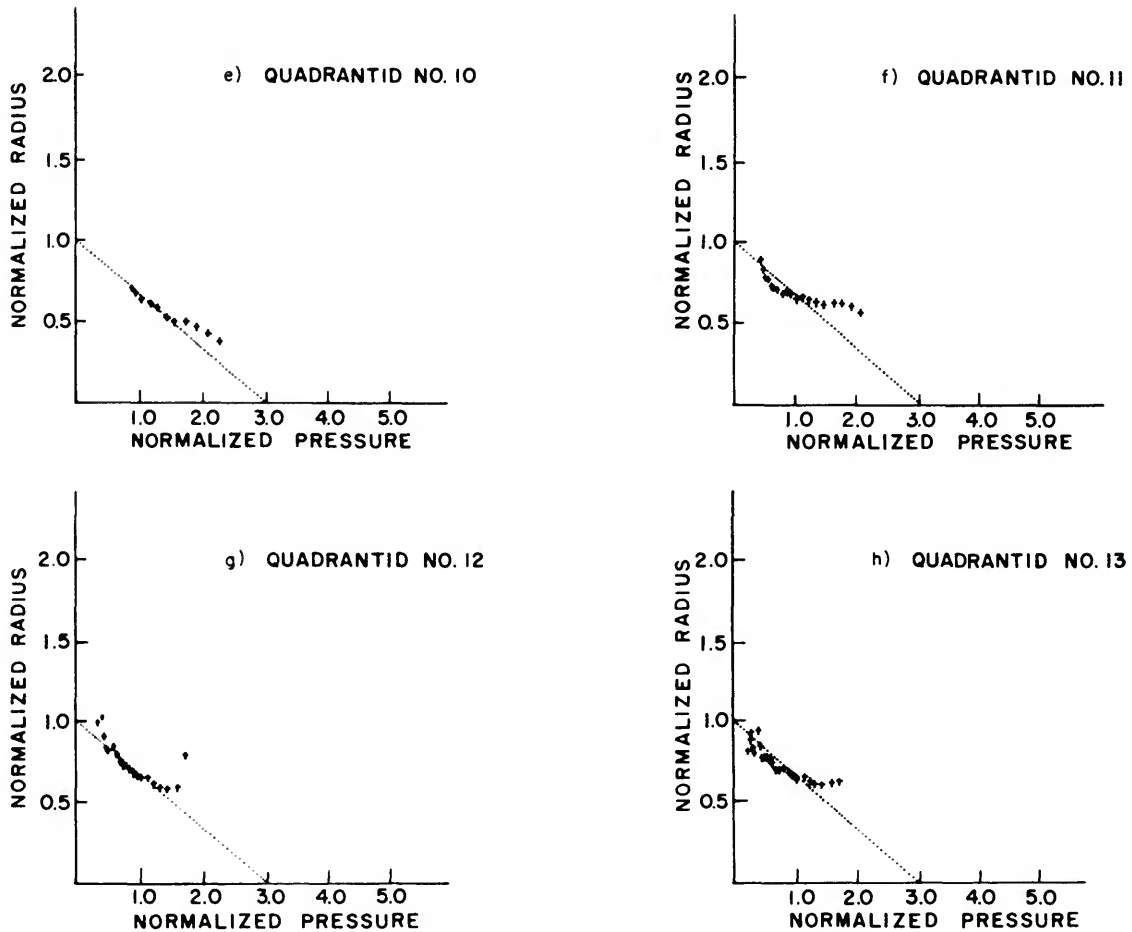 e) QUADRANTID NO. 10
NORMALIZED RADIUS
2.0
1.5
1.0
0.5
1.0 2.0 3.0 4.0 5.0
NORMALIZED PRESSURE
f) QUADRANTID NO. 11
NORMALIZED RADIUS
2.0
1.5
1.0
0.5
1.0 2.0 3.0 4.0 5.0
NORMALIZED PRESSURE
g) QUADRANTID NO. 12
NORMALIZED RADIUS
2.0
1.5
1.0
0.5
1.0 2.0 3.0 4.0 5.0
NORMALIZED PRESSURE
h) QUADRANTID NO. 13
NORMALIZED RADIUS
2.0
1.5
1.0
0.5
1.0 2.0 3.0 4.0 5.0
NORMALIZED PRESSURE